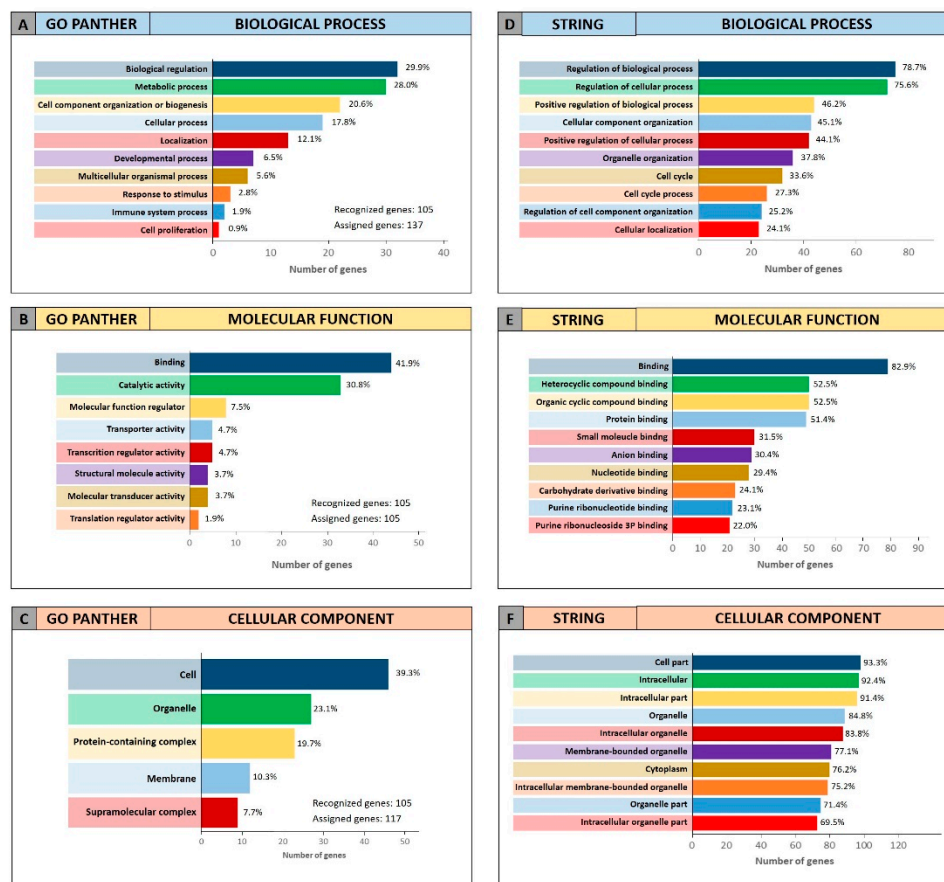 A GO PANTHER BIOLOGICAL PROCESS
Biological regulation 29.9%
Metabolic process 28.0%
Cell component organization or biogenesis 20.6%
Cellular process 17.8%
Localization 12.1%
Developmental process 6.5%
Multicellular organismal process 5.6%
Response to stimulus 2.8%
Immune system process 1.9%
Cell proliferation 0.9%
Recognized genes: 105
Assigned genes: 137
0 10 20 30 40
Number of genes
D STRING BIOLOGICAL PROCESS
Regulation of biological process 78.7%
Regulation of cellular process 75.6%
Positive regulation of biological process 46.2%
Cellular component organization 45.1%
Positive regulation of cellular process 44.1%
Organelle organization 37.8%
Cell cycle 33.6%
Cell cycle process 27.3%
Regulation of cell component organization 25.2%
Cellular localization 24.1%
0 20 40 60 80
Number of genes
B GO PANTHER MOLECULAR FUNCTION
Binding 41.9%
Catalytic activity 30.8%
Molecular function regulator 7.5%
Transporter activity 4.7%
Transcrition regulator activity 4.7%
Structural molecule activity 3.7%
Molecular transducer activity 3.7%
Translation regulator activity 1.9%
Recognized genes: 105
Assigned genes: 105
0 10 20 30 40 50
Number of genes
E STRING MOLECULAR FUNCTION
Binding 82.9%
Heterocyclic compound binding 52.5%
Organic cyclic compound binding 52.5%
Protein binding 51.4%
Small moleucle bindng 31.5%
Anion binding 30.4%
Nucleotide binding 29.4%
Carbohydrate derivative binding 24.1%
Purine ribonucleotide binding 23.1%
Purine ribonucleoside 3P binding 22.0%
0 10 20 30 40 50 60 70 80 90
Number of genes
C GO PANTHER CELLULAR COMPONENT
Cell 39.3%
Organelle 23.1%
Protein-containing complex 19.7%
Membrane 10.3%
Supramolecular complex 7.7%
Recognized genes: 105
Assigned genes: 117
0 10 20 30 40 50
Number of genes
F STRING CELLULAR COMPONENT
Cell part 93.3%
Intracellular 92.4%
Intracellular part 91.4%
Organelle 84.8%
Intracellular organelle 83.8%
Membrane-bounded organelle 77.1%
Cytoplasm 76.2%
Intracellular membrane-bounded organelle 75.2%
Organelle part 71.4%
Intracellular organelle part 69.5%
0 20 40 60 80 100 120
Number of genes